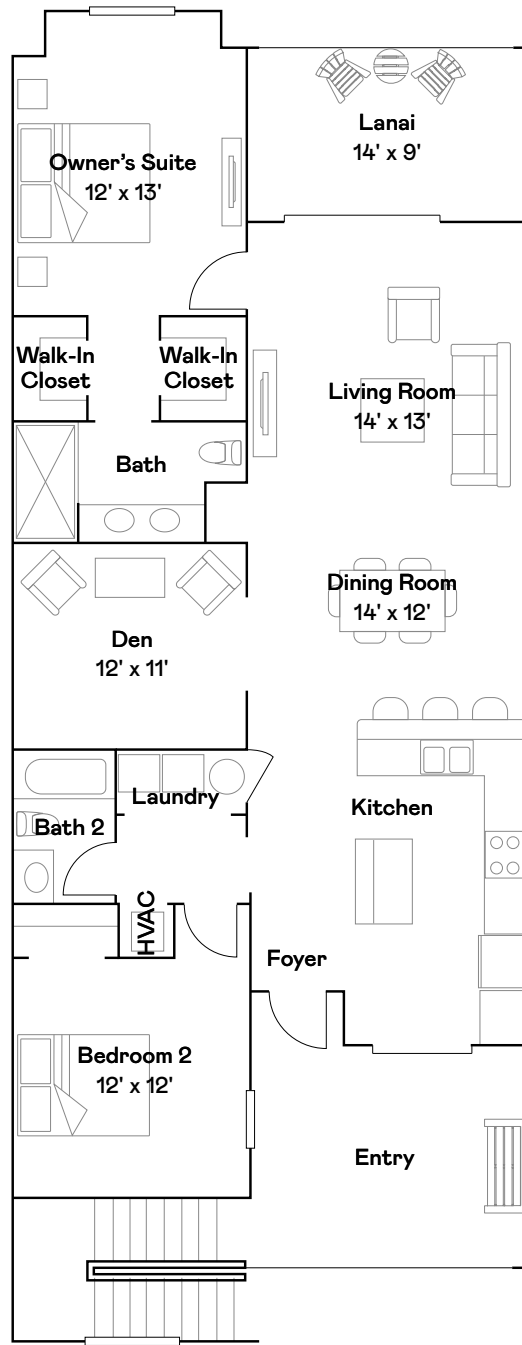 Lanai
14' x 9'
Owner's Suite
12' x 13'
Walk-In
Closet
Walk-In
Closet
Living Room
14' x 13'
Bath
Dining Room
14' x 12'
Den
12' x 11'
Laundry
Kitchen
Bath 2
HVAC
Foyer
Bedroom 2
12' x 12'
Entry